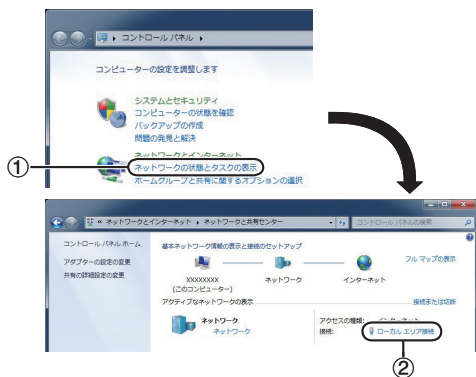 コントロール パネル
コンピューターの設定を調整します
システムとセキュリティ
コンピューターの状態を確認
バックアップの作成
問題の発見と解決
ネットワークとインターネット
① ネットワークの状態とタスクの表示
ホームグループと共有に関するオプションの選択
« ネットワークとインターネット ▸ ネットワークと共有センター
コントロール パネルの検索
コントロール パネル ホーム
アダプターの設定の変更
共有の詳細設定の変更
基本ネットワーク情報の表示と接続のセットアップ
フル マップの表示
XXXXXXXX
(このコンピューター)
ネットワーク
インターネット
アクティブなネットワークの表示
接続または切断
ネットワーク
ネットワーク
アクセスの種類: インターネット
接続: ローカル エリア接続
②